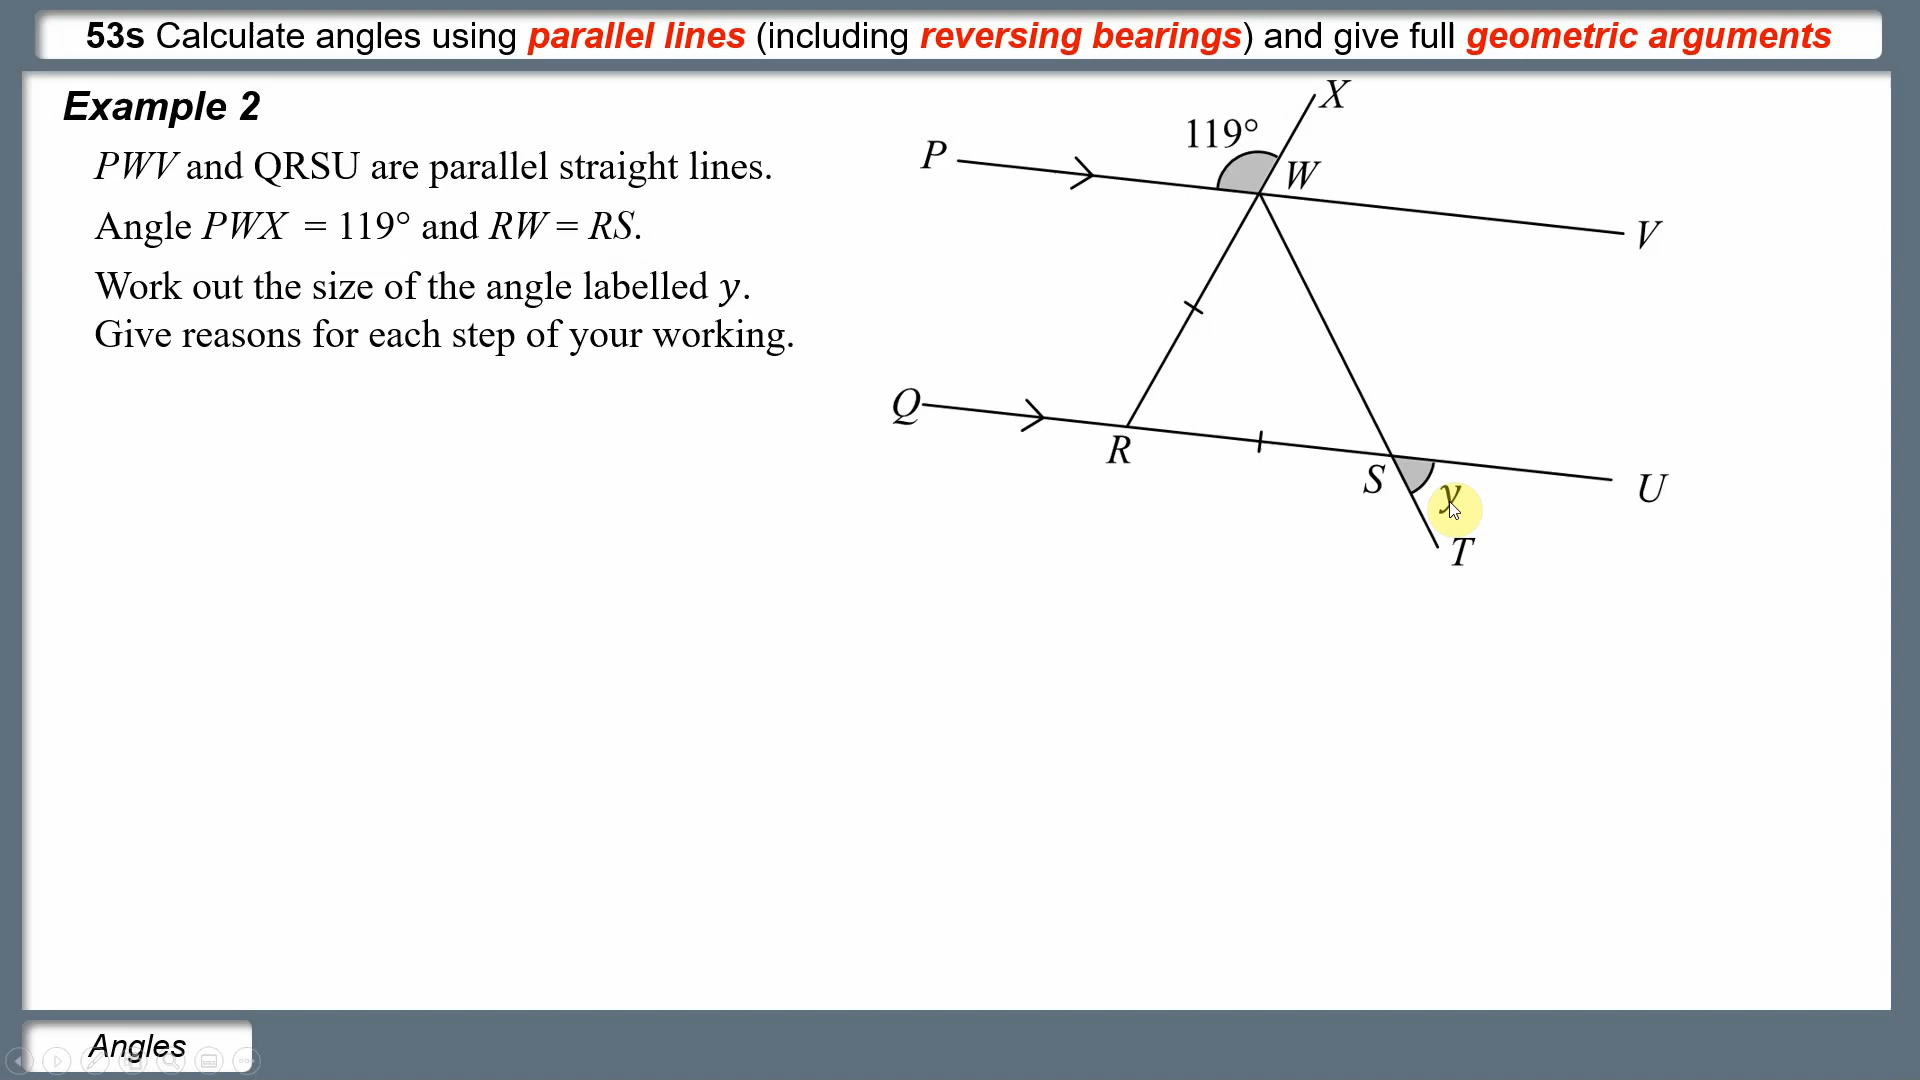 53s Calculate angles using parallel lines (including reversing bearings) and give full geometric arguments
Example 2
PWV and QRSU are parallel straight lines.
Angle PWX = 119° and RW = RS.
Work out the size of the angle labelled y.
Give reasons for each step of your working.
X
119°
P
W
V
Q
R
S
y
U
T
Angles